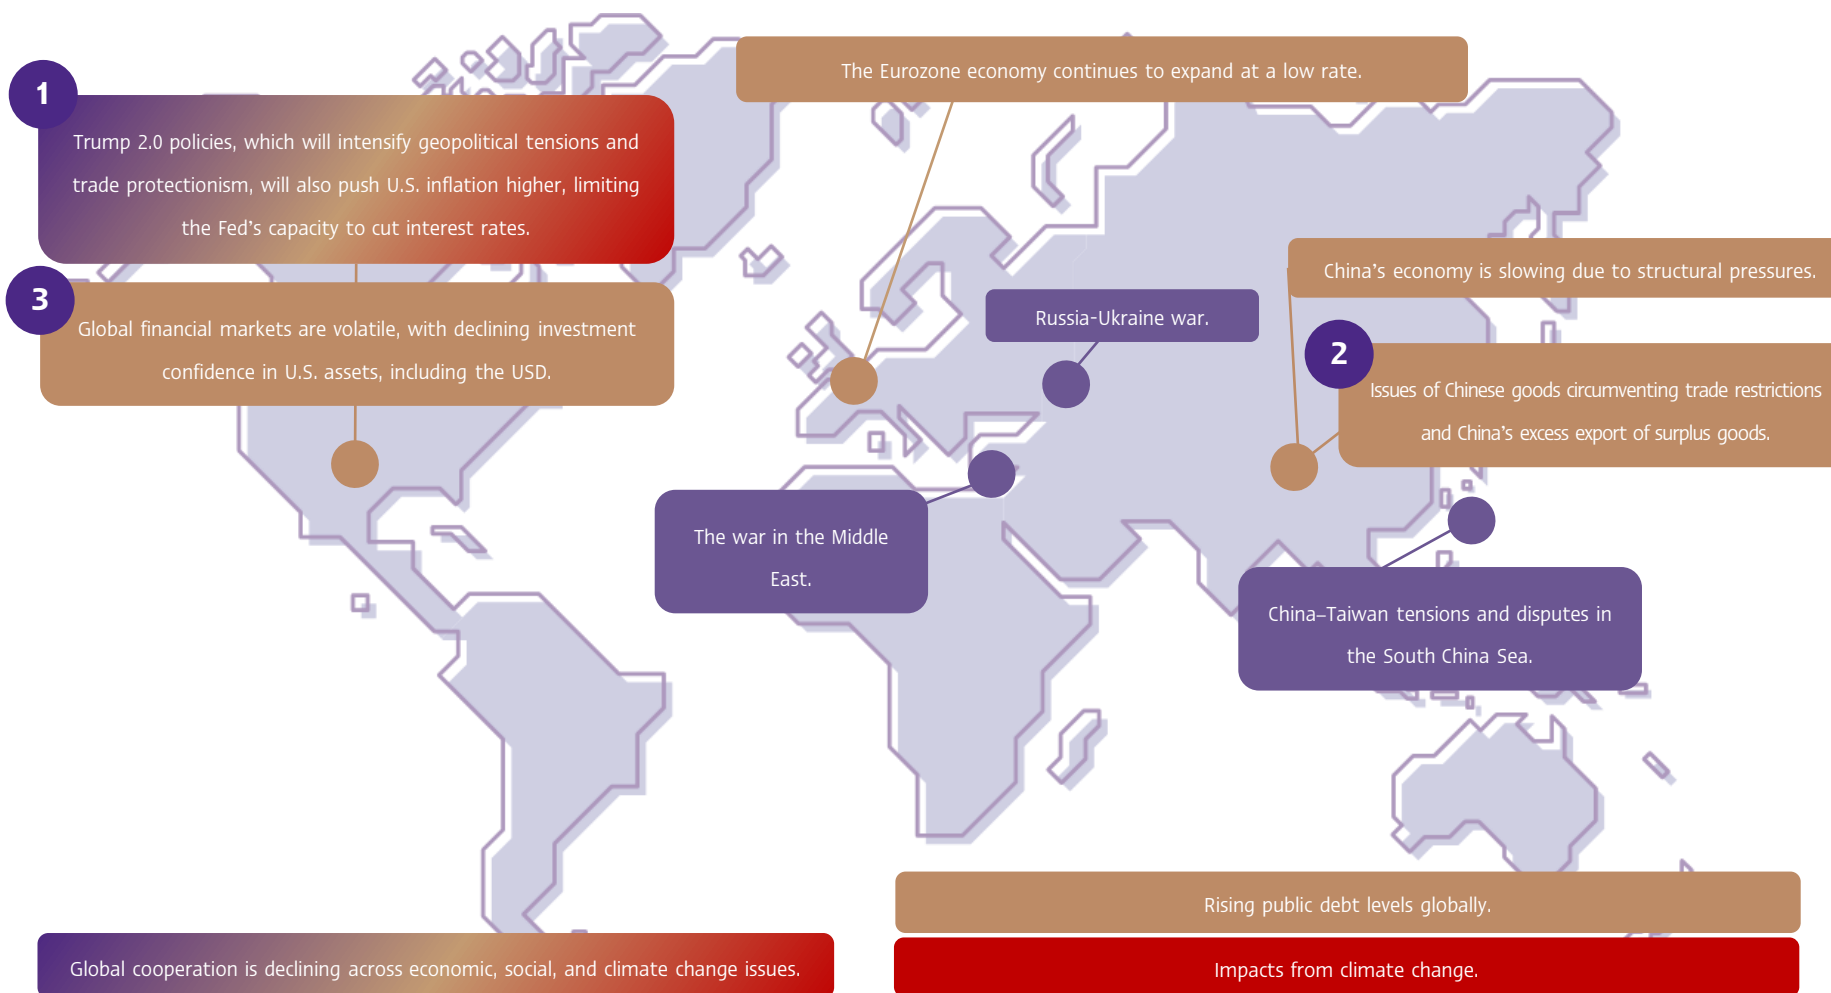 The Eurozone economy continues to expand at a low rate.
1
Trump 2.0 policies, which will intensify geopolitical tensions and
trade protectionism, will also push U.S. inflation higher, limiting
the Fed’s capacity to cut interest rates.
China’s economy is slowing due to structural pressures.
3
Global financial markets are volatile, with declining investment
confidence in U.S. assets, including the USD.
Russia-Ukraine war.
2
Issues of Chinese goods circumventing trade restrictions
and China’s excess export of surplus goods.
The war in the Middle
East.
China–Taiwan tensions and disputes in
the South China Sea.
Rising public debt levels globally.
Global cooperation is declining across economic, social, and climate change issues.
Impacts from climate change.